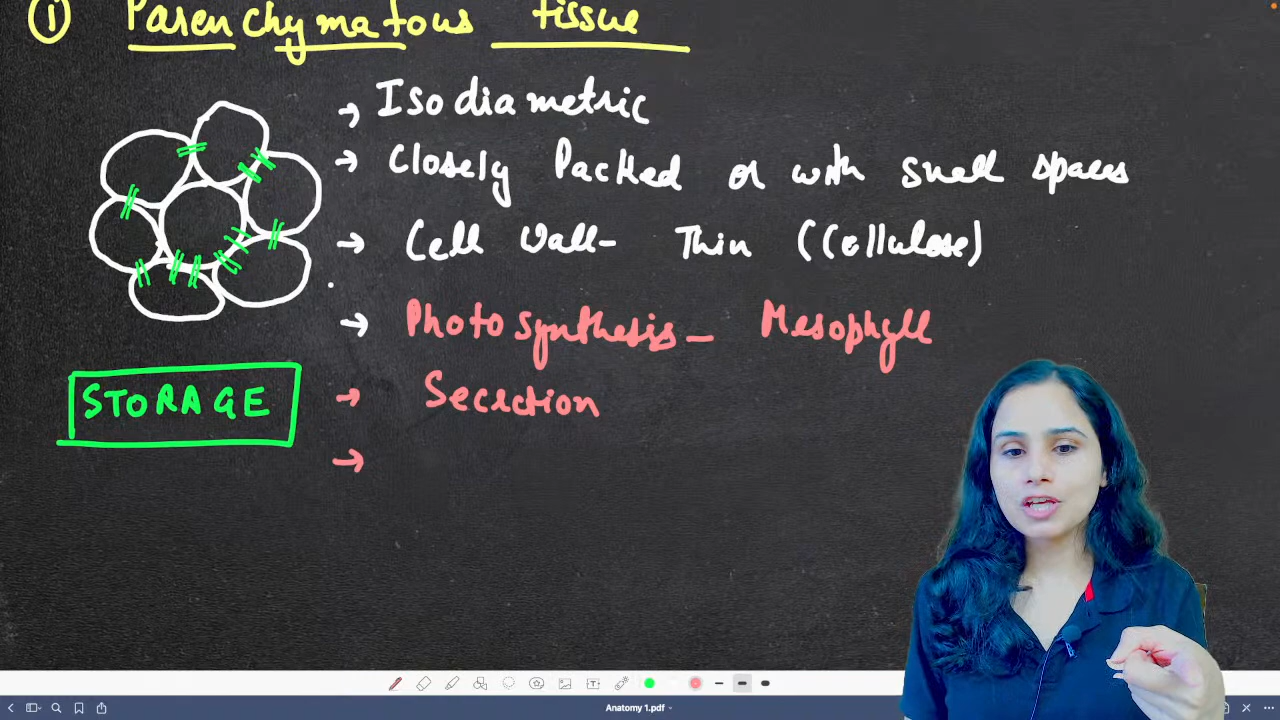 ① Parenchymatous tissue
→ Isodiametric
→ Closely Packed or with small spaces
→ Cell Wall- Thin (Cellulose)
→ Photosynthesis - Mesophyll
STORAGE → Secretion
→
Anatomy 1.pdf